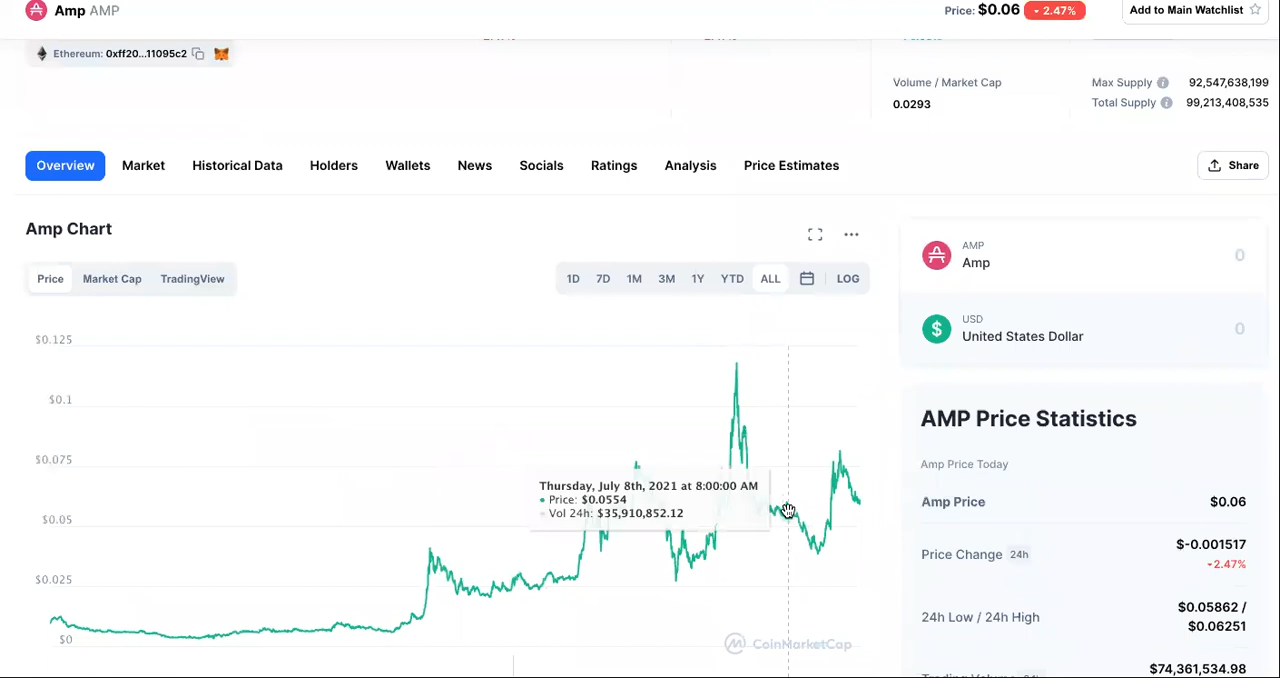 Amp AMP
Price: $0.06 2.47%
Add to Main Watchlist
Ethereum: 0xff20...11095c2
Volume / Market Cap
0.0293
Max Supply 92,547,638,199
Total Supply 99,213,408,535
Overview Market Historical Data Holders Wallets News Socials Ratings Analysis Price Estimates
Share
Amp Chart
Price Market Cap TradingView
1D 7D 1M 3M 1Y YTD ALL LOG
$0.125
$0.1
$0.075
$0.05
$0.025
$0
Thursday, July 8th, 2021 at 8:00:00 AM
Price: $0.0554
Vol 24h: $35,910,852.12
CoinMarketCap
AMP
Amp
0
USD
United States Dollar
0
AMP Price Statistics
Amp Price Today
Amp Price $0.06
Price Change 24h $-0.001517
2.47%
24h Low / 24h High $0.05862 /
$0.06251
$74,361,534.98